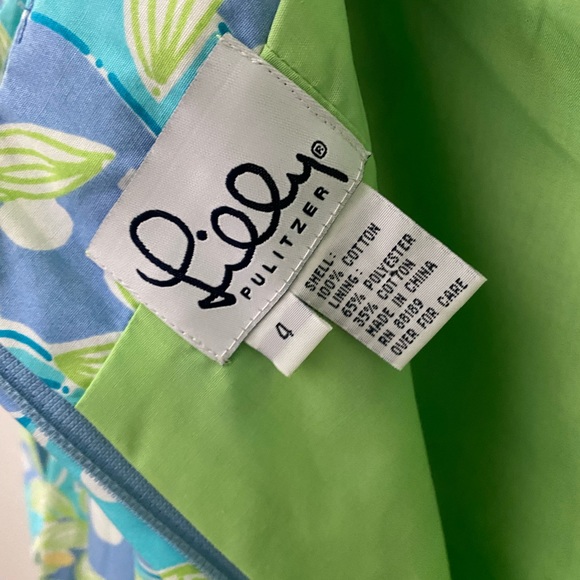 Lilly®
PULITZER
4
SHELL:
100% COTTON
LINING:
65% POLYESTER
35% COTTON
MADE IN CHINA
RN 88189
OVER FOR CARE